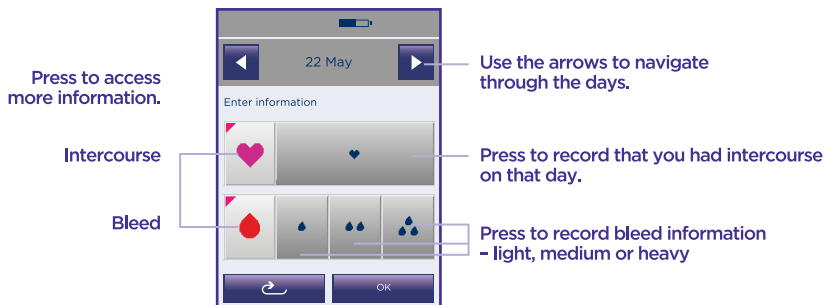 22 May
Use the arrows to navigate
through the days.
Press to access
more information.
Enter information
Intercourse
Press to record that you had intercourse
on that day.
Bleed
Press to record bleed information
– light, medium or heavy
OK